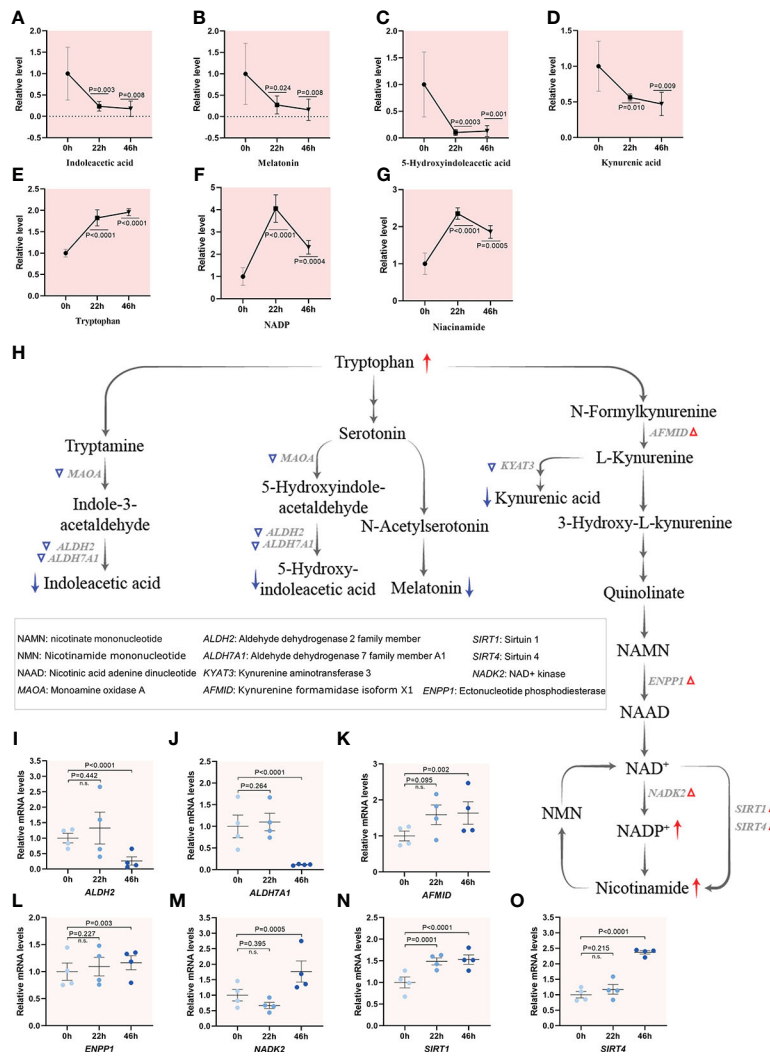 A
Relative level
2.0
1.5
1.0
0.5
0.0
-0.5
P=0.003
P=0.008
0h 22h 46h
Indoleacetic acid
B
Relative level
2.0
1.5
1.0
0.5
0.0
-0.5
P=0.024
P=0.008
0h 22h 46h
Melatonin
C
Relative level
2.0
1.5
1.0
0.5
0.0
P=0.0003
P=0.001
0h 22h 46h
5-Hydroxyindoleacetic acid
D
Relative level
1.5
1.0
0.5
0.0
P=0.010
P=0.009
0h 22h 46h
Kynurenic acid
E
Relative level
2.5
2.0
1.5
1.0
0.5
0.0
P<0.0001
P<0.0001
0h 22h 46h
Tryptophan
F
Relative level
5
4
3
2
1
0
P<0.0001
P=0.0004
0h 22h 46h
NADP
G
Relative level
3
2
1
0
P<0.0001
P=0.0005
0h 22h 46h
Niacinamide
H
Tryptophan
Tryptamine
MAOA
Indole-3-
acetaldehyde
ALDH2
ALDH7A1
Indoleacetic acid
Serotonin
MAOA
5-Hydroxyindole-
acetaldehyde
ALDH2
ALDH7A1
5-Hydroxy-
indoleacetic acid
N-Acetylserotonin
Melatonin
N-Formylkynurenine
AFMID
L-Kynurenine
KYAT3
Kynurenic acid
3-Hydroxy-L-kynurenine
Quinolinate
NAMN
ENPP1
NAAD
NAD+
NADK2
NADP+
Nicotinamide
NMN
SIRT1
SIRT4
NAMN: nicotinate mononucleotide
ALDH2: Aldehyde dehydrogenase 2 family member
SIRT1: Sirtuin 1
NMN: Nicotinamide mononucleotide
ALDH7A1: Aldehyde dehydrogenase 7 family member A1
SIRT4: Sirtuin 4
NAAD: Nicotinic acid adenine dinucleotide
KYAT3: Kynurenine aminotransferase 3
NADK2: NAD+ kinase
MAOA: Monoamine oxidase A
AFMID: Kynurenine formamidase isoform X1
ENPP1: Ectonucleotide phosphodiesterase
I
Relative mRNA levels
3.5
3.0
2.5
2.0
1.5
1.0
0.5
0.0
P<0.0001
P=0.442
n.s.
0h 22h 46h
ALDH2
J
Relative mRNA levels
2.5
2.0
1.5
1.0
0.5
0.0
P<0.0001
P=0.264
0h 22h 46h
ALDH7A1
K
Relative mRNA levels
4
3
2
1
0
P=0.002
P=0.095
n.s.
0h 22h 46h
AFMID
L
Relative mRNA levels
2.0
1.5
1.0
0.5
0.0
P=0.003
P=0.227
n.s.
0h 22h 46h
ENPP1
M
Relative mRNA levels
4.0
3.5
3.0
2.5
2.0
1.5
1.0
0.5
0.0
P=0.0005
P=0.395
n.s.
0h 22h 46h
NADK2
N
Relative mRNA levels
2.5
2.0
1.5
1.0
0.5
0.0
P<0.0001
P=0.0001
0h 22h 46h
SIRT1
O
Relative mRNA levels
3.0
2.5
2.0
1.5
1.0
0.5
0.0
P<0.0001
P=0.215
n.s.
0h 22h 46h
SIRT4